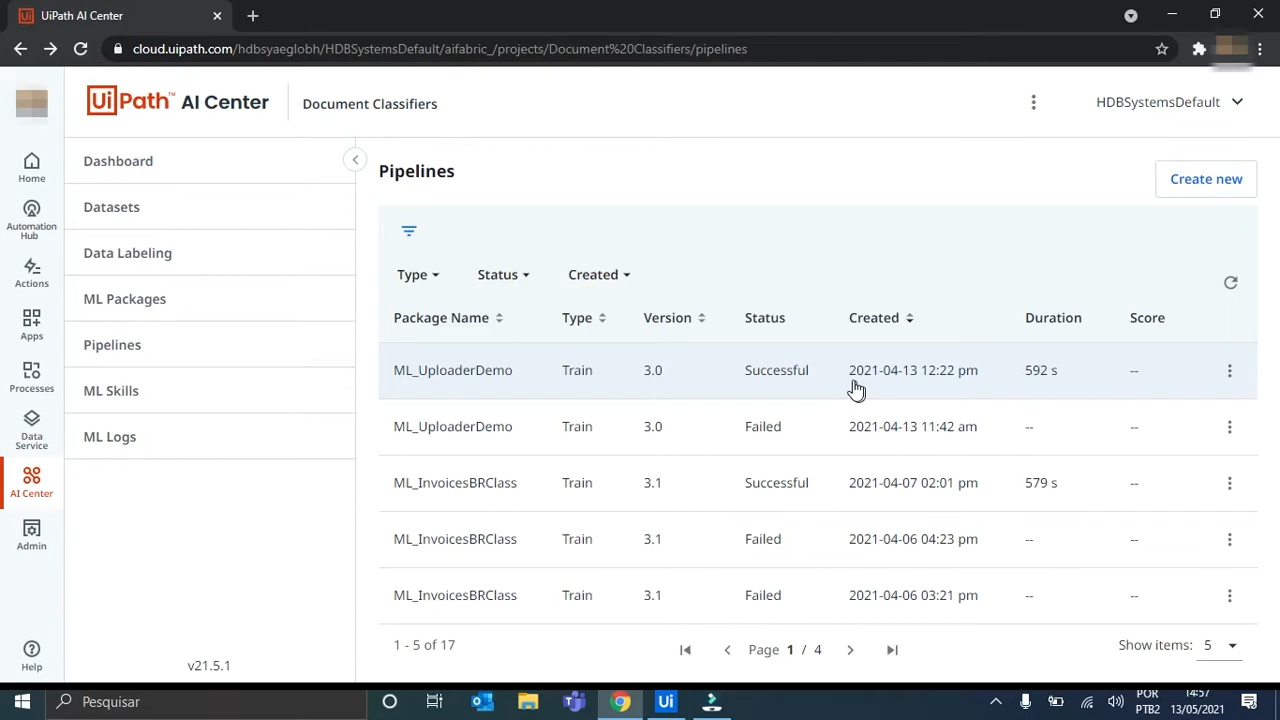 UiPath AI Center
cloud.uipath.com/hdbsyaeglobh/HDBSystemsDefault/aifabric_/projects/Document%20Classifiers/pipelines
UiPath™ AI Center
Document Classifiers
HDBSystemsDefault
Home
Automation Hub
Actions
Apps
Processes
Data Service
AI Center
Admin
Help
Dashboard
Datasets
Data Labeling
ML Packages
Pipelines
ML Skills
ML Logs
v21.5.1
Pipelines
Create new
Type Status Created
Package Name Type Version Status Created Duration Score
ML_UploaderDemo Train 3.0 Successful 2021-04-13 12:22 pm 592 s --
ML_UploaderDemo Train 3.0 Failed 2021-04-13 11:42 am -- --
ML_InvoicesBRClass Train 3.1 Successful 2021-04-07 02:01 pm 579 s --
ML_InvoicesBRClass Train 3.1 Failed 2021-04-06 04:23 pm -- --
ML_InvoicesBRClass Train 3.1 Failed 2021-04-06 03:21 pm -- --
1 - 5 of 17 Page 1 / 4 Show items: 5
Pesquisar
Ui
POR 14:57
PTB2 13/05/2021